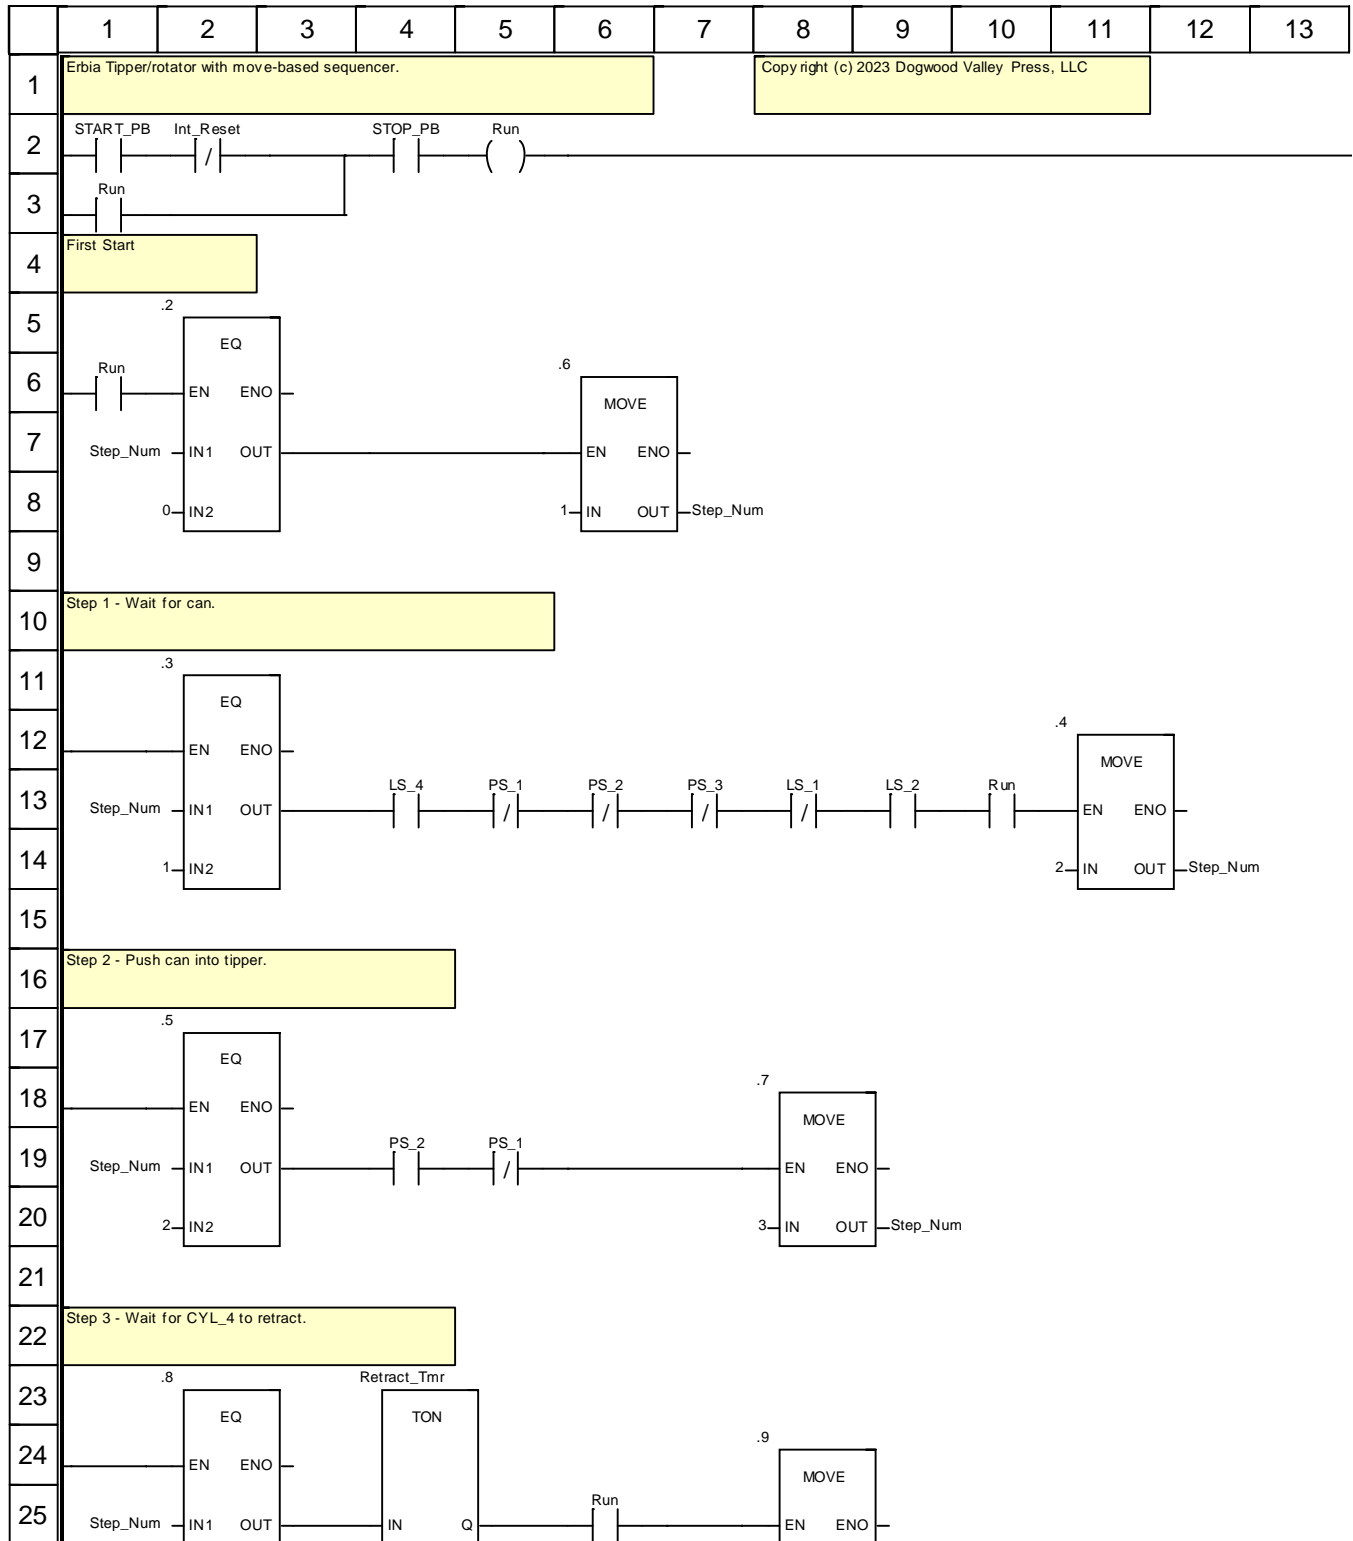 1 2 3 4 5 6 7 8 9 10 11 12 13
1
Erbia Tipper/rotator with move-based sequencer.
Copyright (c) 2023 Dogwood Valley Press, LLC
START_PB Int_Reset STOP_PB Run
2
/ ( )
Run
3
First Start
4
.2
5
EQ
Run
.6
6
EN ENO
MOVE
7
Step_Num IN1 OUT EN ENO
8
0 IN2 1 IN OUT Step_Num
9
Step 1 - Wait for can.
10
.3
11
EQ
.4
12
EN ENO
MOVE
LS_4 PS_1 PS_2 PS_3 LS_1 LS_2 Run
13
Step_Num IN1 OUT / / / / EN ENO
14
1 IN2 2 IN OUT Step_Num
15
Step 2 - Push can into tipper.
16
.5
17
EQ
.7
18
EN ENO
MOVE
PS_2 PS_1
19
Step_Num IN1 OUT / EN ENO
20
2 IN2 3 IN OUT Step_Num
21
Step 3 - Wait for CYL_4 to retract.
22
.8 Retract_Tmr
23
EQ TON
.9
24
EN ENO
MOVE
Run
25
Step_Num IN1 OUT IN Q EN ENO